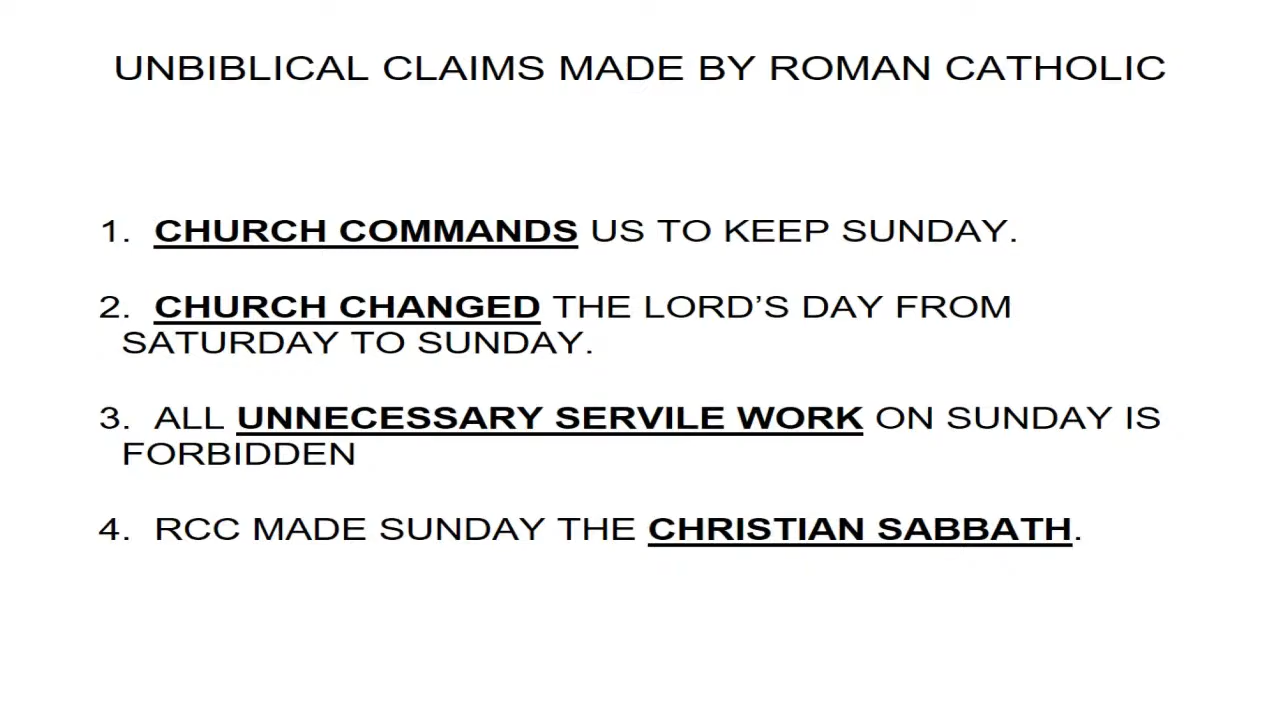 UNBIBLICAL CLAIMS MADE BY ROMAN CATHOLIC
1. CHURCH COMMANDS US TO KEEP SUNDAY.
2. CHURCH CHANGED THE LORD’S DAY FROM
SATURDAY TO SUNDAY.
3. ALL UNNECESSARY SERVILE WORK ON SUNDAY IS
FORBIDDEN
4. RCC MADE SUNDAY THE CHRISTIAN SABBATH.